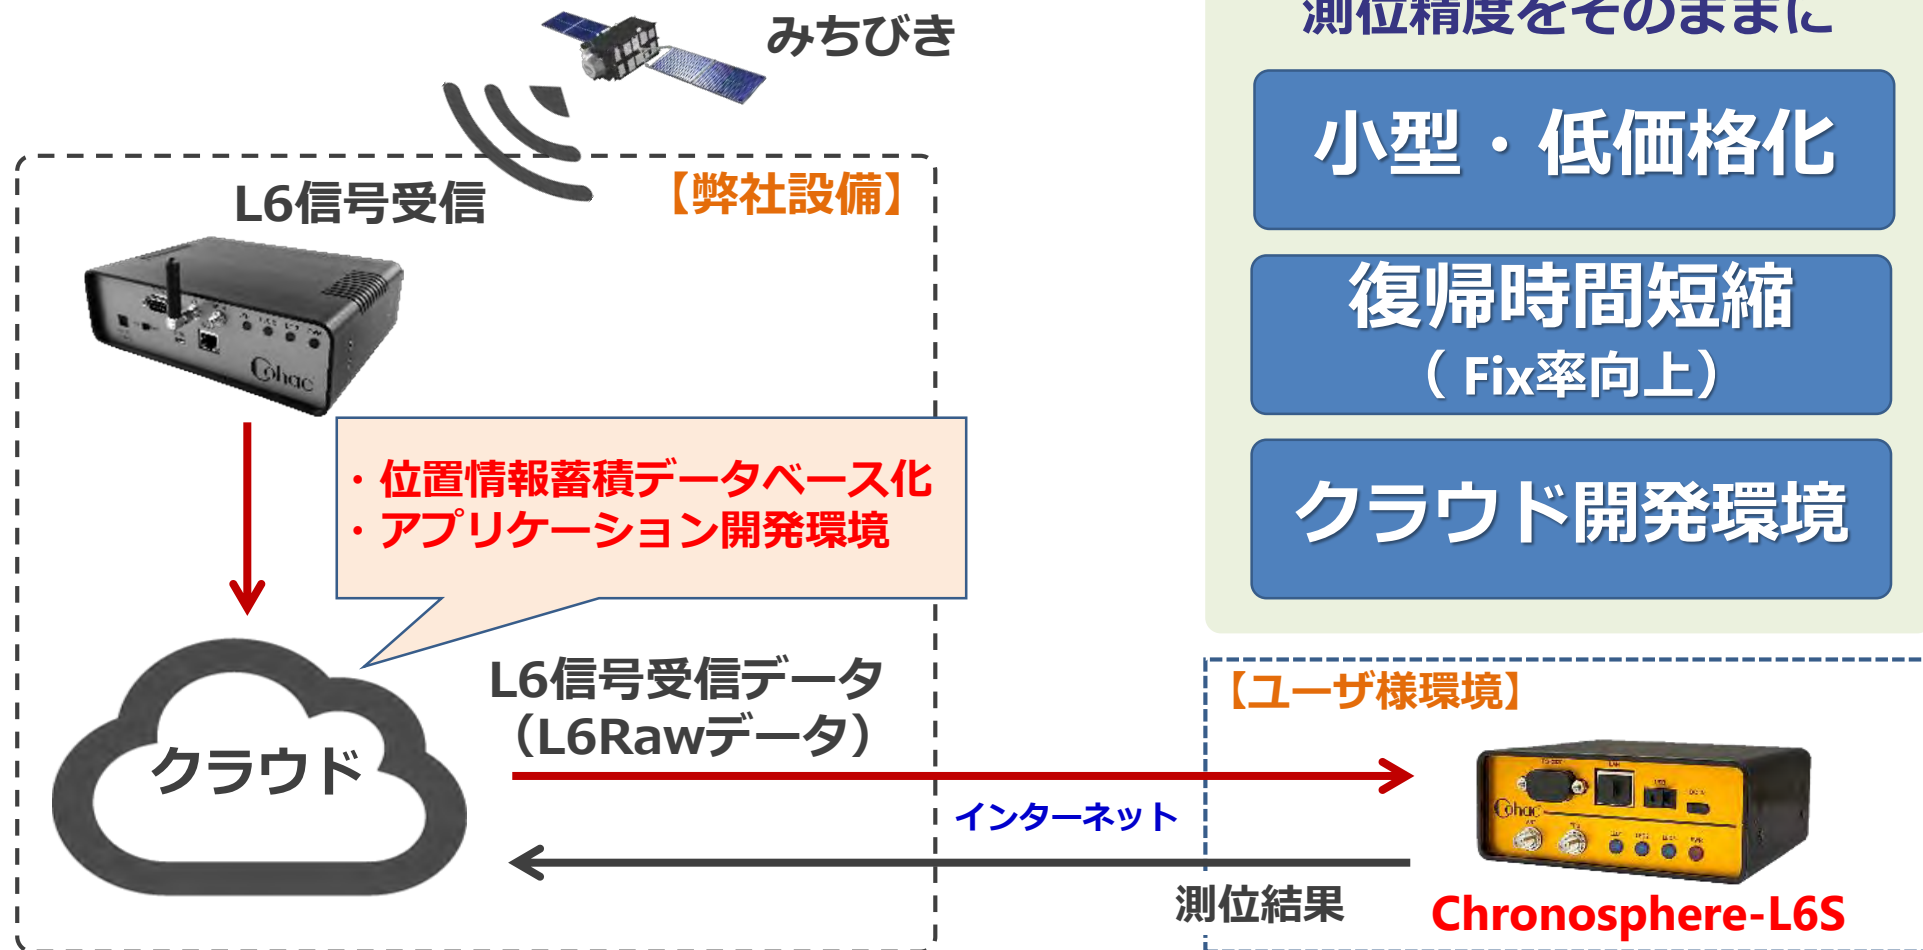 みちびき
測位精度をそのままに
小型・低価格化
復帰時間短縮
（ Fix率向上）
クラウド開発環境
【弊社設備】
L6信号受信
Cohac
・位置情報蓄積データベース化
・アプリケーション開発環境
クラウド
L6信号受信データ
（L6Rawデータ）
インターネット
測位結果
【ユーザ様環境】
LAN
Cohac
Chronosphere-L6S